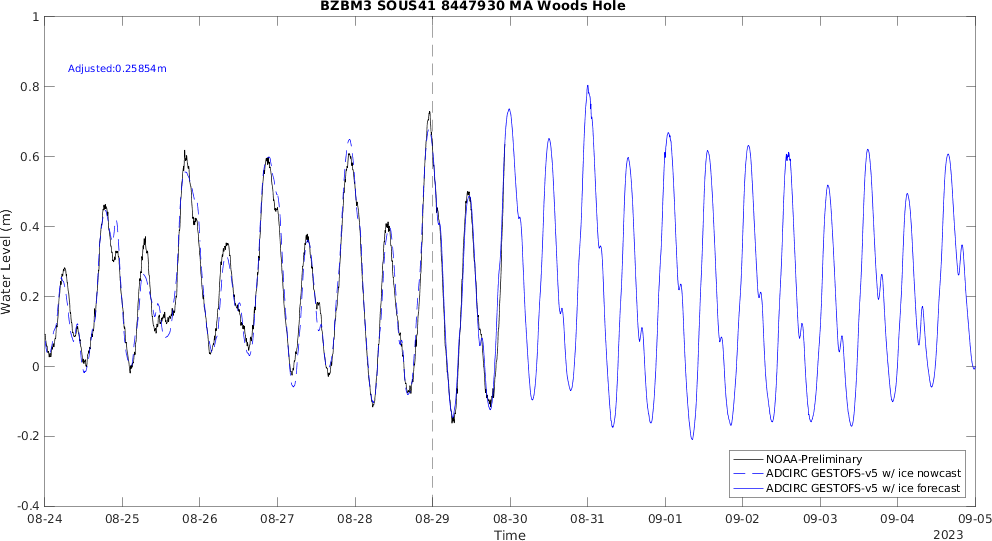 BZBM3 SOUS41 8447930 MA Woods Hole
Adjusted:0.25854m
Water Level (m)
1
0.8
0.6
0.4
0.2
0
-0.2
-0.4
NOAA-Preliminary
ADCIRC GESTOFS-v5 w/ ice nowcast
ADCIRC GESTOFS-v5 w/ ice forecast
08-24 08-25 08-26 08-27 08-28 08-29 08-30 08-31 09-01 09-02 09-03 09-04 09-05
Time
2023